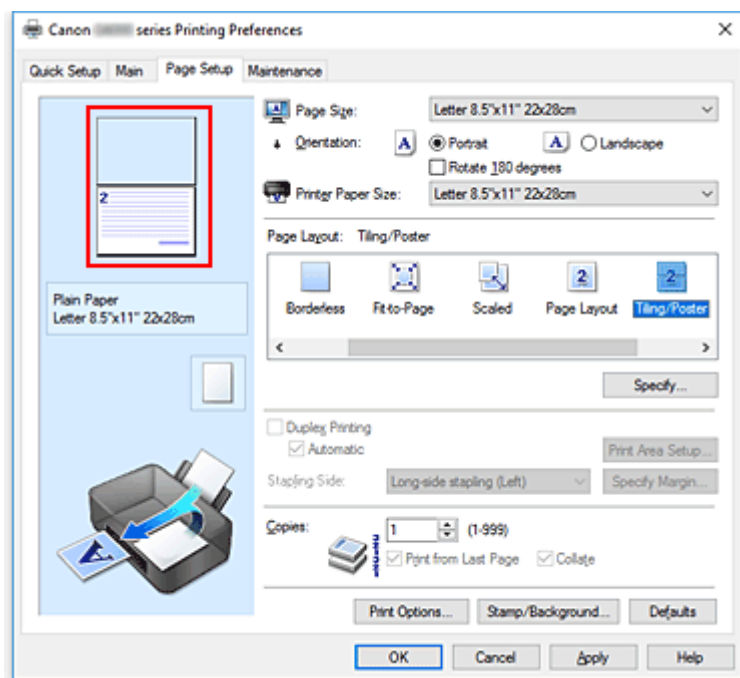 Canon series Printing Preferences
Quick Setup Main Page Setup Maintenance
2
Plain Paper
Letter 8.5"x11" 22x28cm
A
Page Size: Letter 8.5"x11" 22x28cm
Orientation: A Portrait A Landscape
Rotate 180 degrees
Printer Paper Size: Letter 8.5"x11" 22x28cm
Page Layout: Tiling/Poster
2 2
Borderless Fit-to-Page Scaled Page Layout Tiling/Poster
Specify...
Duplex Printing
Automatic Print Area Setup...
Stapling Side: Long-side stapling (Left) Specify Margin...
Copies: 1 (1-999)
Print from Last Page Collate
Print Options... Stamp/Background... Defaults
OK Cancel Apply Help